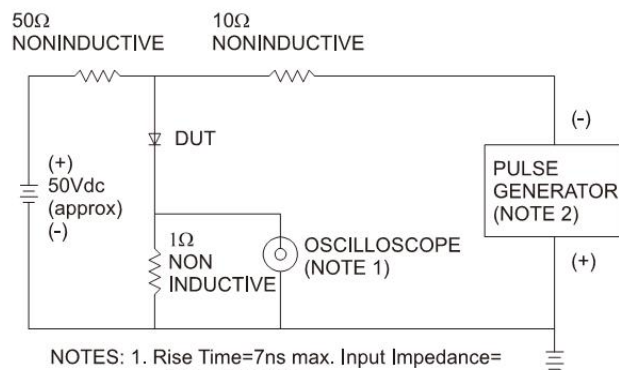 50Ω
NONINDUCTIVE
10Ω
NONINDUCTIVE
DUT
(+)
50Vdc
(approx)
(-)
1Ω
NON
INDUCTIVE
OSCILLOSCOPE
(NOTE 1)
(-)
PULSE
GENERATOR
(NOTE 2)
(+)
NOTES: 1. Rise Time=7ns max. Input Impedance=